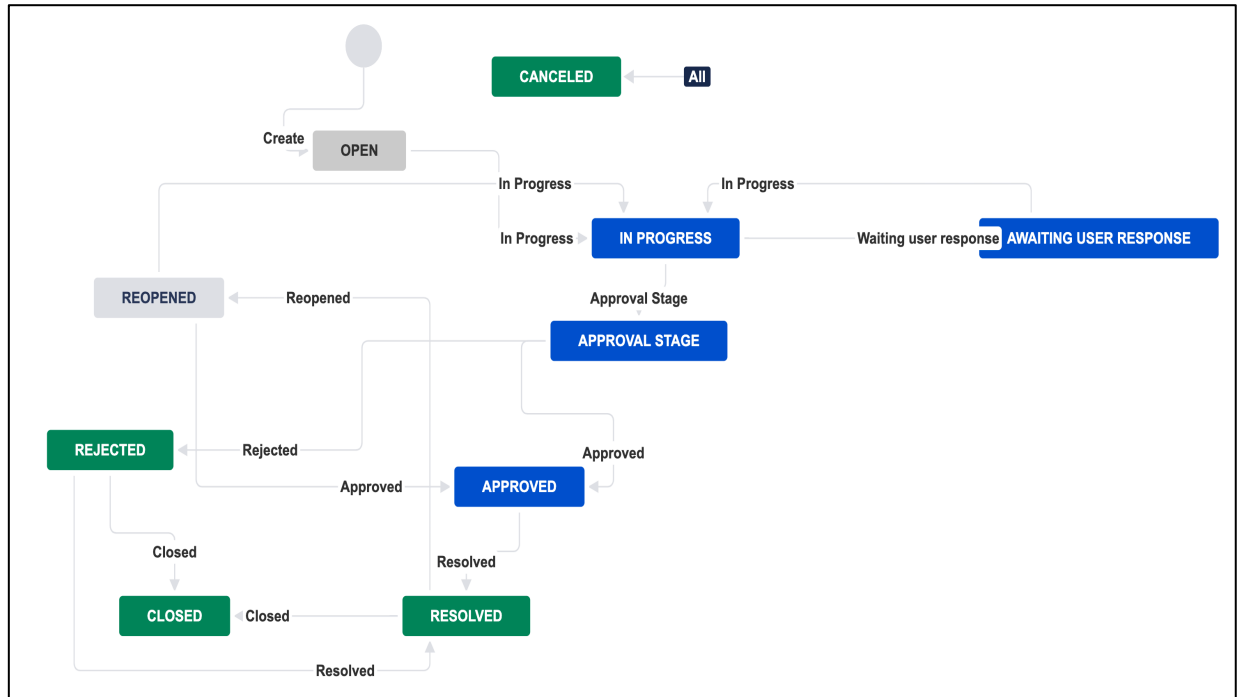 CANCELED
All
Create
OPEN
In Progress
In Progress
In Progress
IN PROGRESS
Waiting user response
AWAITING USER RESPONSE
REOPENED
Reopened
Approval Stage
APPROVAL STAGE
REJECTED
Rejected
Approved
Approved
APPROVED
Closed
Resolved
CLOSED
Closed
RESOLVED
Resolved